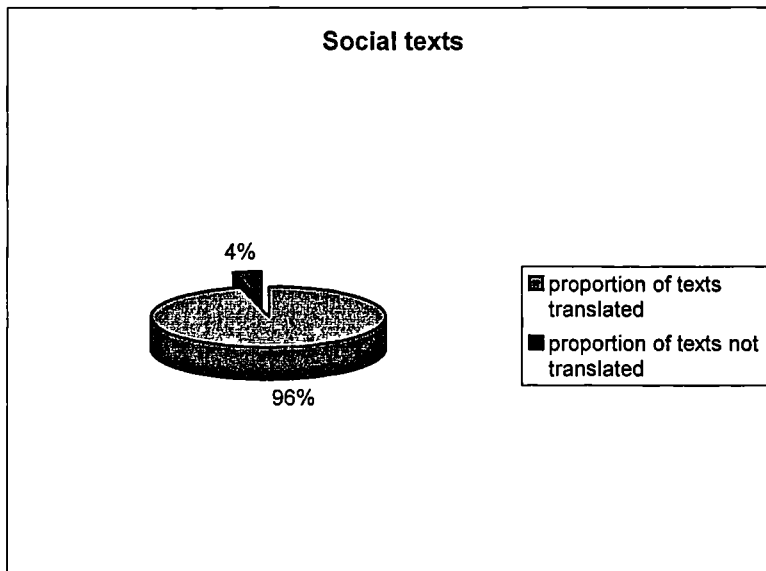 Social texts
4%
96%
proportion of texts
translated
proportion of texts not
translated